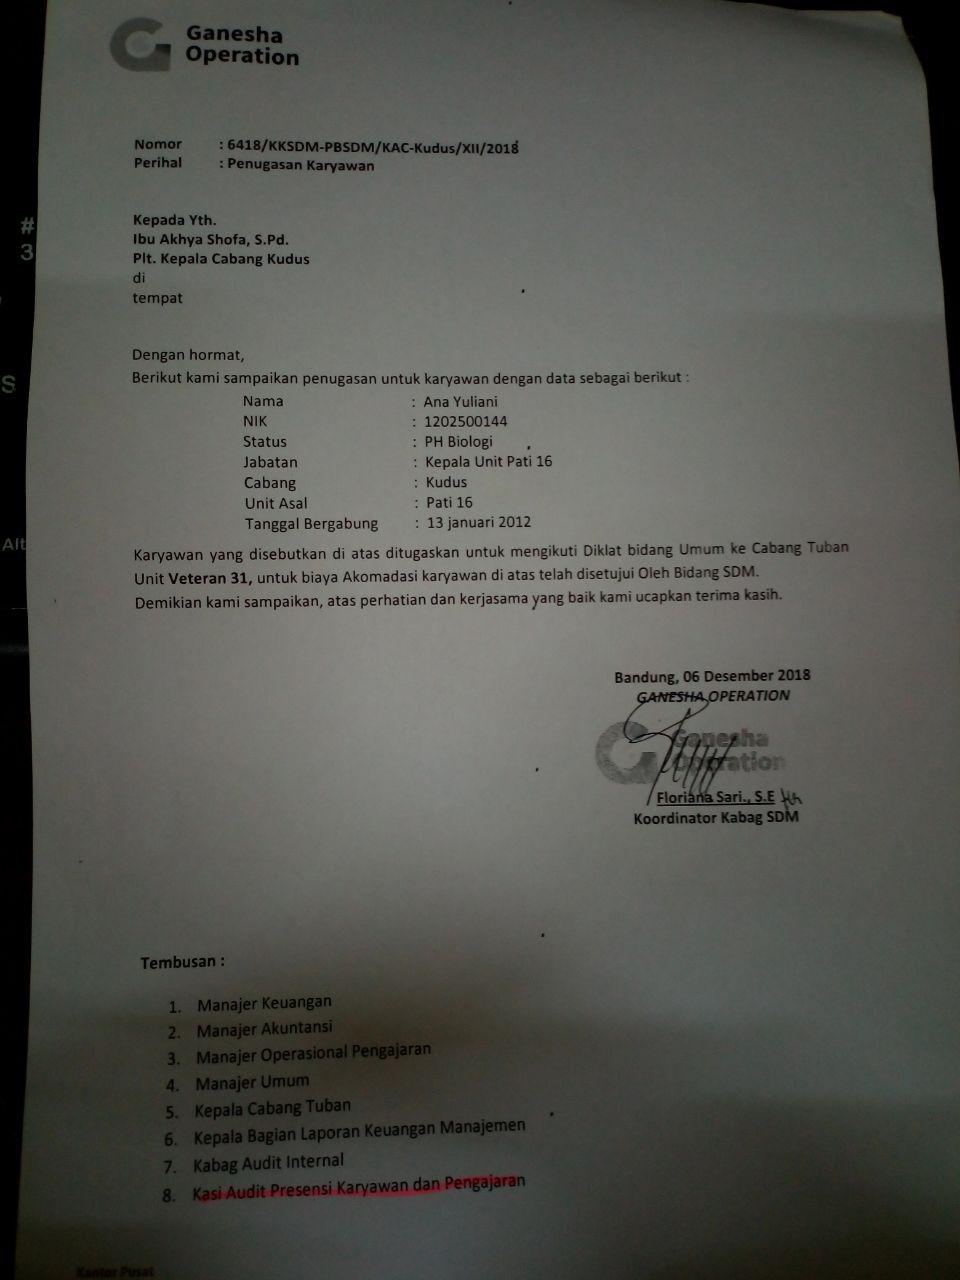 Ganesha
Operation
Nomor : 6418/KKSDM-PBSDM/KAC-Kudus/XII/2018
Perihal : Penugasan Karyawan
Kepada Yth.
Ibu Akhya Shofa, S.Pd.
Plt. Kepala Cabang Kudus
di
tempat
Dengan hormat,
Berikut kami sampaikan penugasan untuk karyawan dengan data sebagai berikut :
Nama : Ana Yuliani
NIK : 1202500144
Status : PH Biologi
Jabatan : Kepala Unit Pati 16
Cabang : Kudus
Unit Asal : Pati 16
Tanggal Bergabung : 13 januari 2012
Karyawan yang disebutkan di atas ditugaskan untuk mengikuti Diklat bidang Umum ke Cabang Tuban
Unit Veteran 31, untuk biaya Akomadasi karyawan di atas telah disetujui Oleh Bidang SDM.
Demikian kami sampaikan, atas perhatian dan kerjasama yang baik kami ucapkan terima kasih.
Bandung, 06 Desember 2018
GANESHA OPERATION
Ganesha
Operation
Floriana Sari., S.E
Koordinator Kabag SDM
Tembusan :
1. Manajer Keuangan
2. Manajer Akuntansi
3. Manajer Operasional Pengajaran
4. Manajer Umum
5. Kepala Cabang Tuban
6. Kepala Bagian Laporan Keuangan Manajemen
7. Kabag Audit Internal
8. Kasi Audit Presensi Karyawan dan Pengajaran
Kantor Pusat
#
3
S
Alt